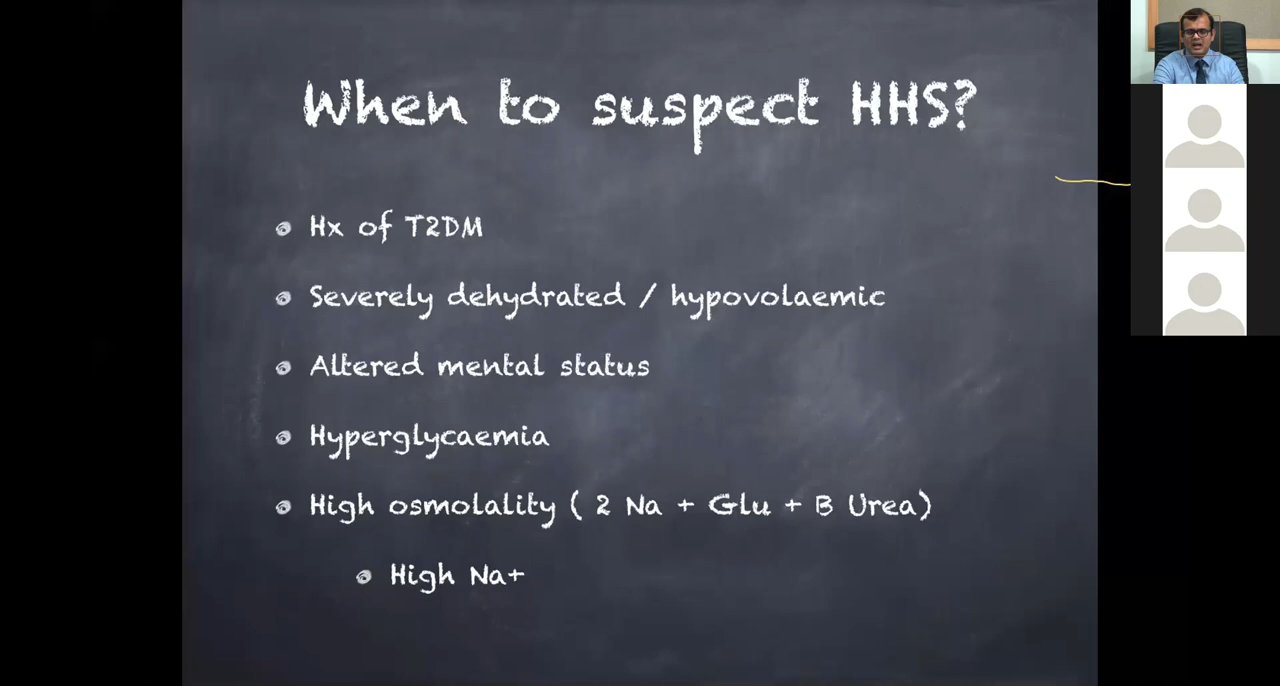 When to suspect HHS?
Hx of T2DM
Severely dehydrated / hypovolaemic
Altered mental status
Hyperglycaemia
High osmolality ( 2 Na + Glu + B Urea)
High Na+